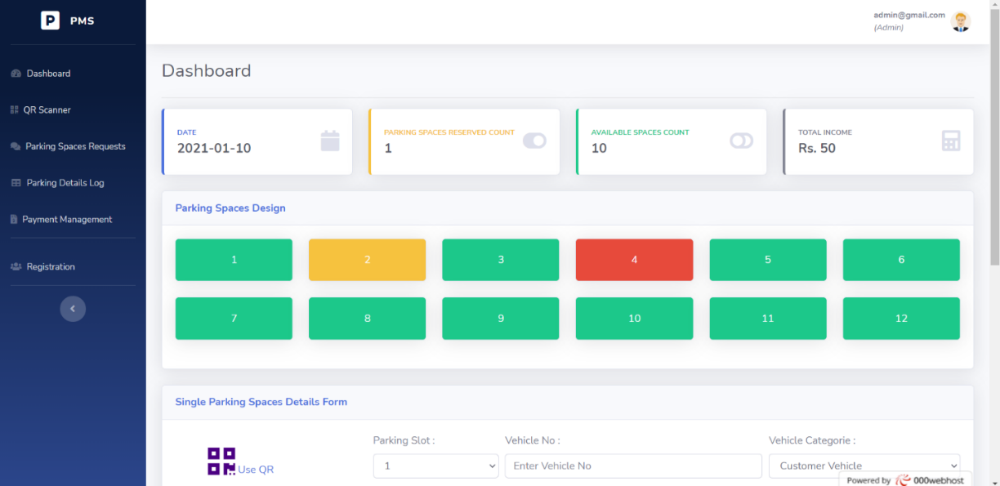 P PMS
admin@gmail.com
(Admin)
Dashboard
QR Scanner
Parking Spaces Requests
Parking Details Log
Payment Management
Registration
Dashboard
DATE
2021-01-10
PARKING SPACES RESERVED COUNT
1
AVAILABLE SPACES COUNT
10
TOTAL INCOME
Rs. 50
Parking Spaces Design
1 2 3 4 5 6
7 8 9 10 11 12
Single Parking Spaces Details Form
Use QR
Parking Slot :
1
Vehicle No :
Enter Vehicle No
Vehicle Categorie :
Customer Vehicle
Powered by 000webhost